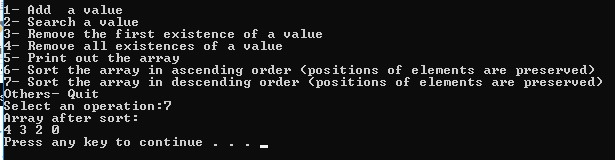 1- Add  a value
2- Search a value
3- Remove the first existence of a value
4- Remove all existences of a value
5- Print out the array
6- Sort the array in ascending order (positions of elements are preserved)
7- Sort the array in descending order (positions of elements are preserved)
Others- Quit
Select an operation:7
Array after sort:
4 3 2 0
Press any key to continue . . . _